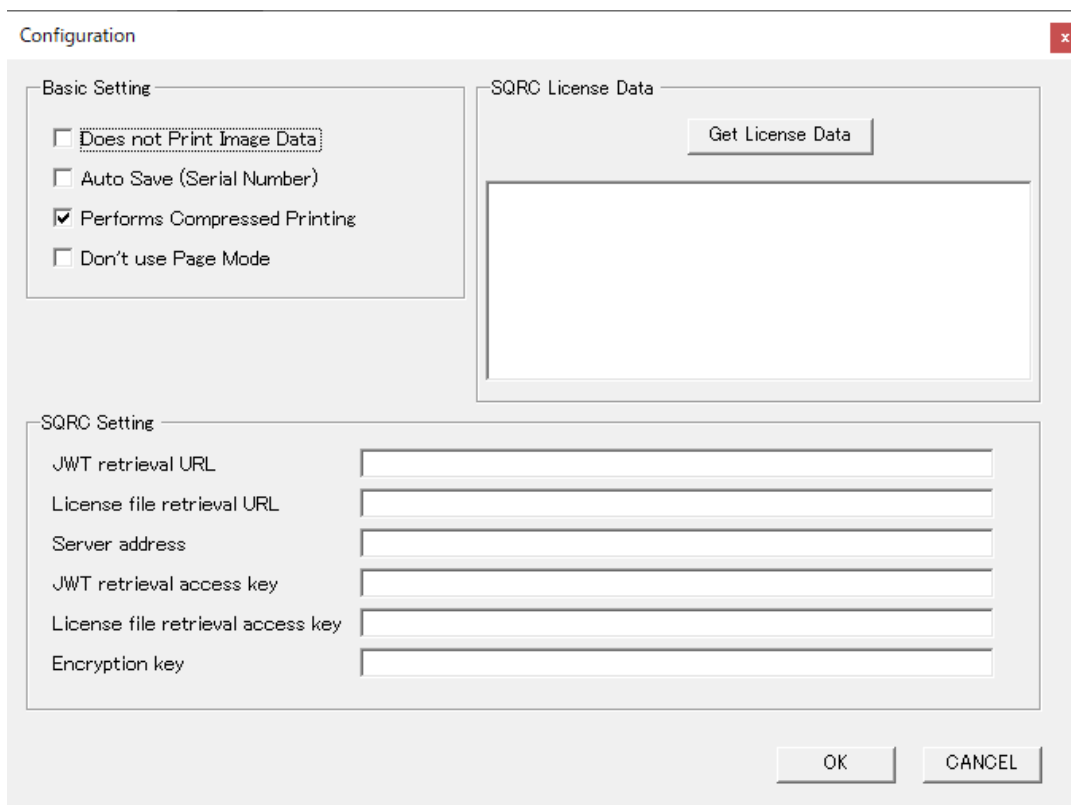 Configuration
x
Basic Setting
Does not Print Image Data
Auto Save (Serial Number)
Performs Compressed Printing
Don't use Page Mode
SQRC License Data
Get License Data
SQRC Setting
JWT retrieval URL
License file retrieval URL
Server address
JWT retrieval access key
License file retrieval access key
Encryption key
OK
CANCEL